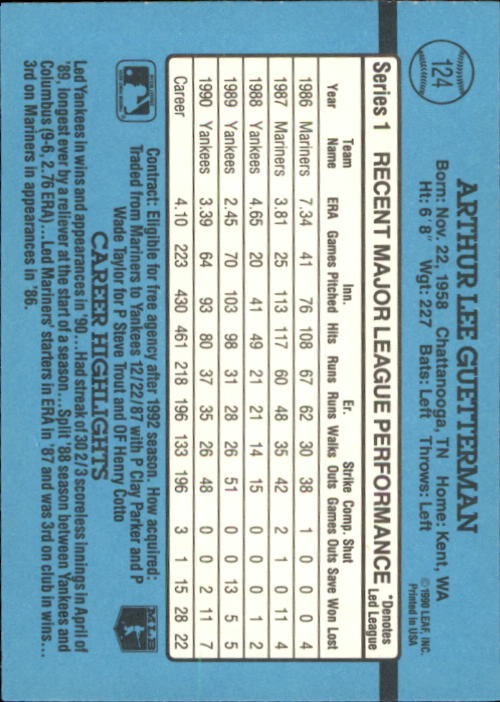 124
ARTHUR LEE GUETTERMAN
Born: Nov. 22, 1958 Chattanooga, TN Home: Kent, WA
Ht: 6' 8" Wgt: 227 Bats: Left Throws: Left
©1990 LEAF, INC.
Printed in USA
Series 1 RECENT MAJOR LEAGUE PERFORMANCE *Denotes Led League
Team Inn. Er. Strike Comp. Shut
Year Name ERA Games Pitched Hits Runs Runs Walks Outs Games Outs Save Won Lost
1986 Mariners 7.34 41 76 108 67 62 30 38 1 0 0 0 4
1987 Mariners 3.81 25 113 117 60 48 35 42 2 1 0 11 4
1988 Yankees 4.65 20 41 49 21 21 14 15 0 0 0 1 2
1989 Yankees 2.45 70 103 98 31 28 26 51 0 0 13 5 5
1990 Yankees 3.39 64 93 80 37 35 26 48 0 0 2 11 7
Career 4.10 223 430 461 218 196 133 196 3 1 15 28 22
Contract: Eligible for free agency after 1992 season. How acquired:
Traded from Mariners to Yankees 12/22/87 with P Clay Parker and P
Wade Taylor for P Steve Trout and OF Henry Cotto
MLB
CAREER HIGHLIGHTS
Led Yankees in wins and appearances in '90...Had streak of 30 2/3 scoreless innings in April of
'89, longest ever by a reliever at the start of a season...Split '88 season between Yankees and
Columbus (9-6, 2.76 ERA)...Led Mariners' starters in ERA in '87 and was 3rd on club in wins...
3rd on Mariners in appearances in '86.